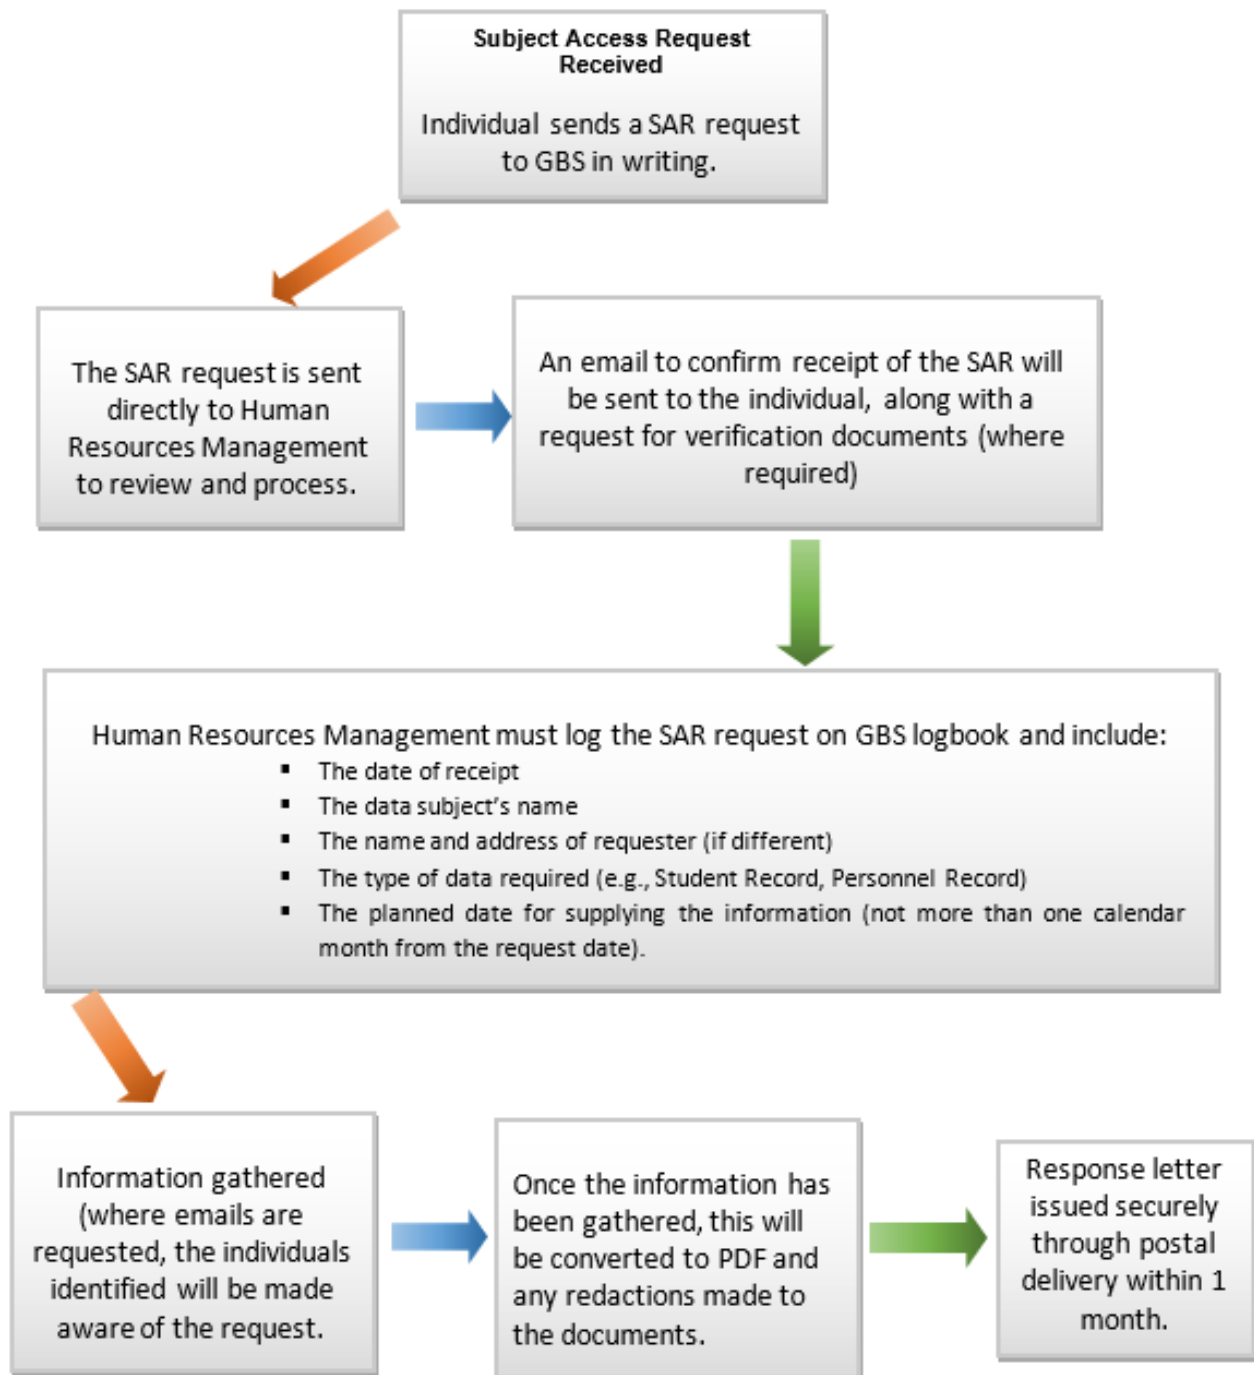 Subject Access Request
Received
Individual sends a SAR request
to GBS in writing.
The SAR request is sent
directly to Human
Resources Management
to review and process.
An email to confirm receipt of the SAR will
be sent to the individual, along with a
request for verification documents (where
required)
Human Resources Management must log the SAR request on GBS logbook and include:
▪ The date of receipt
▪ The data subject's name
▪ The name and address of requester (if different)
▪ The type of data required (e.g., Student Record, Personnel Record)
▪ The planned date for supplying the information (not more than one calendar
month from the request date).
Information gathered
(where emails are
requested, the individuals
identified will be made
aware of the request.
Once the information has
been gathered, this will
be converted to PDF and
any redactions made to
the documents.
Response letter
issued securely
through postal
delivery within 1
month.